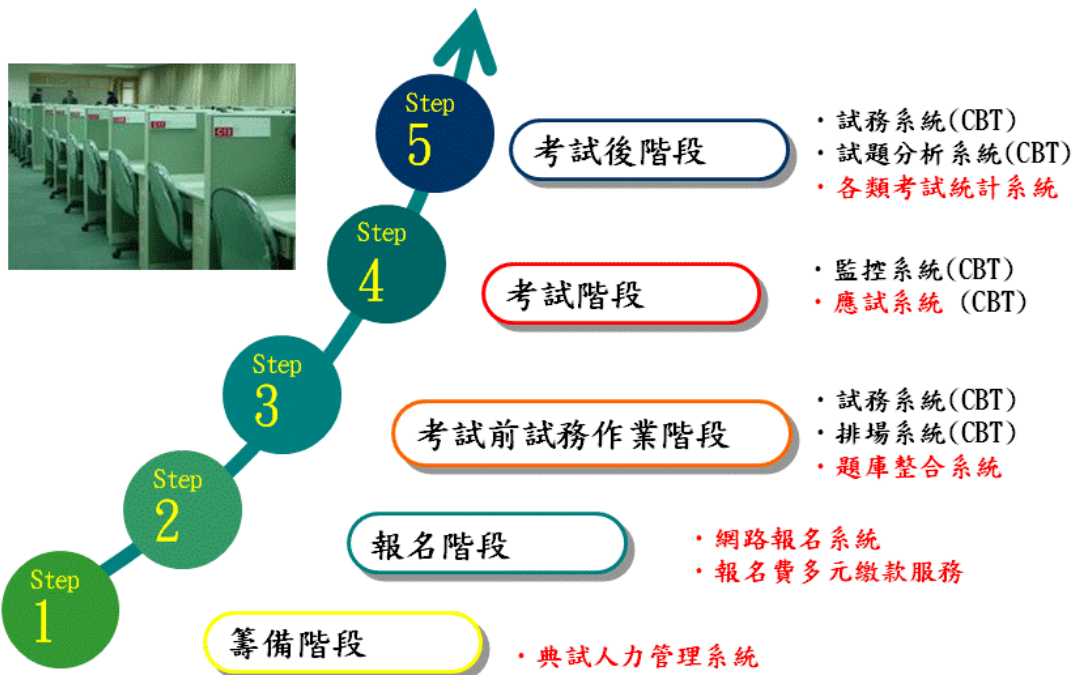 Step
5
考試後階段
・試務系統(CBT)
・試題分析系統(CBT)
・各類考試統計系統
Step
4
考試階段
・監控系統(CBT)
・應試系統 (CBT)
Step
3
考試前試務作業階段
・試務系統(CBT)
・排場系統(CBT)
・題庫整合系統
Step
2
報名階段
・網路報名系統
・報名費多元繳款服務
Step
1
籌備階段
・典試人力管理系統
C13